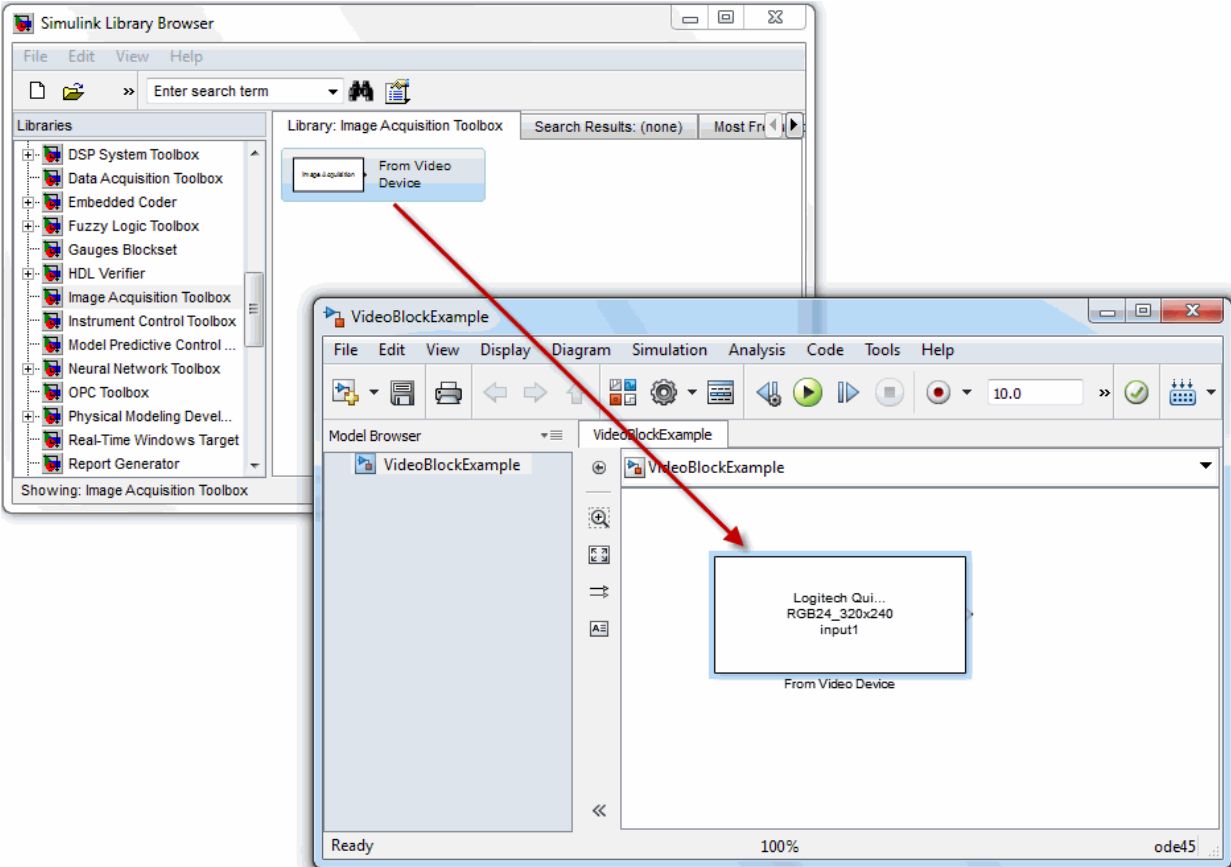 Simulink Library Browser
File Edit View Help
» Enter search term
Libraries
Library: Image Acquisition Toolbox Search Results: (none) Most
DSP System Toolbox
Data Acquisition Toolbox
Embedded Coder
Fuzzy Logic Toolbox
Gauges Blockset
HDL Verifier
Image Acquisition Toolbox
Instrument Control Toolbox
Model Predictive Control ...
Neural Network Toolbox
OPC Toolbox
Physical Modeling Devel...
Real-Time Windows Target
Report Generator
Showing: Image Acquisition Toolbox
Image Acquisition
From Video
Device
VideoBlockExample
File Edit View Display Diagram Simulation Analysis Code Tools Help
10.0 »
Model Browser
VideoBlockExample
VideoBlockExample
VideoBlockExample
Logitech Qui...
RGB24_320x240
input1
From Video Device
Ready 100% ode45